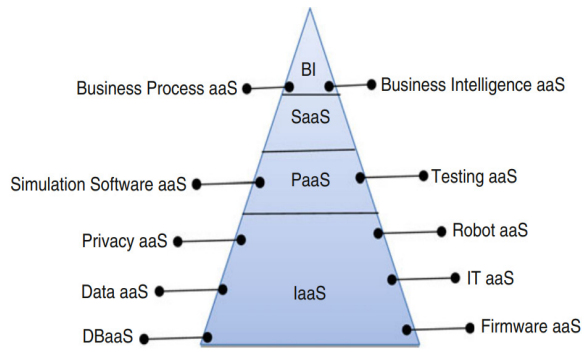 BI
Business Process aaS
Business Intelligence aaS
SaaS
Simulation Software aaS
PaaS
Testing aaS
Privacy aaS
Robot aaS
Data aaS
IaaS
IT aaS
DBaaS
Firmware aaS